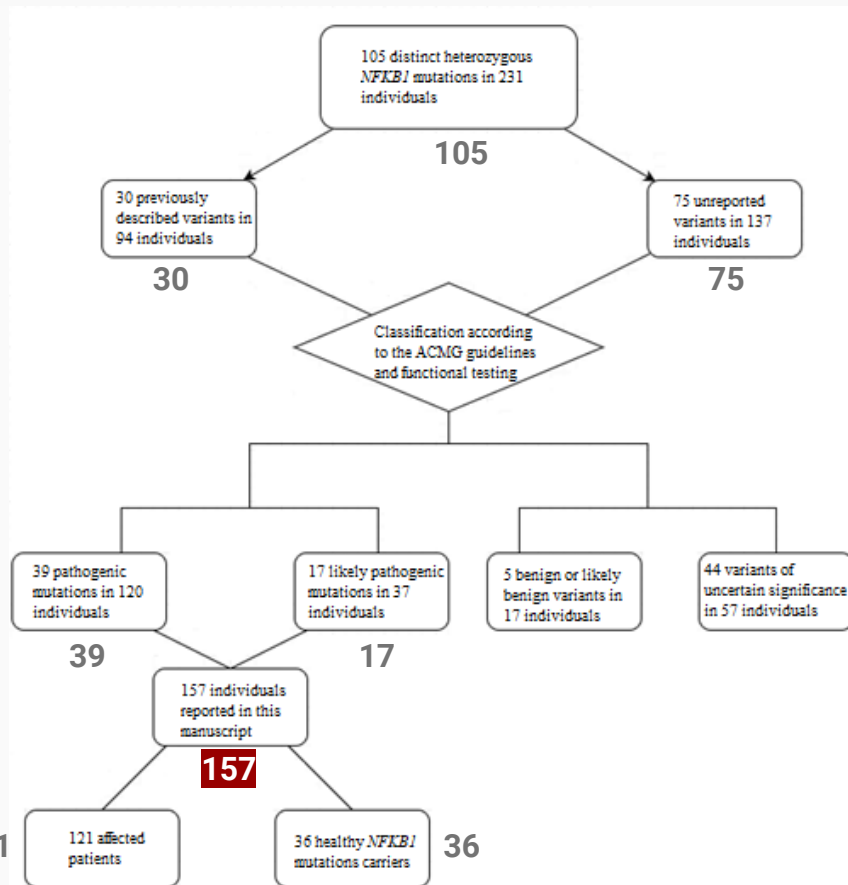 105 distinct heterozygous
NFKB1 mutations in 231
individuals
105
30 previously
described variants in
94 individuals
30
75 unreported
variants in 137
individuals
75
Classification according
to the ACMG guidelines
and functional testing
39 pathogenic
mutations in 120
individuals
39
17 likely pathogenic
mutations in 37
individuals
17
5 benign or likely
benign variants in
17 individuals
44 variants of
uncertain significance
in 57 individuals
157 individuals
reported in this
manuscript
157
1
121 affected
patients
36 healthy NFKB1
mutations carriers
36